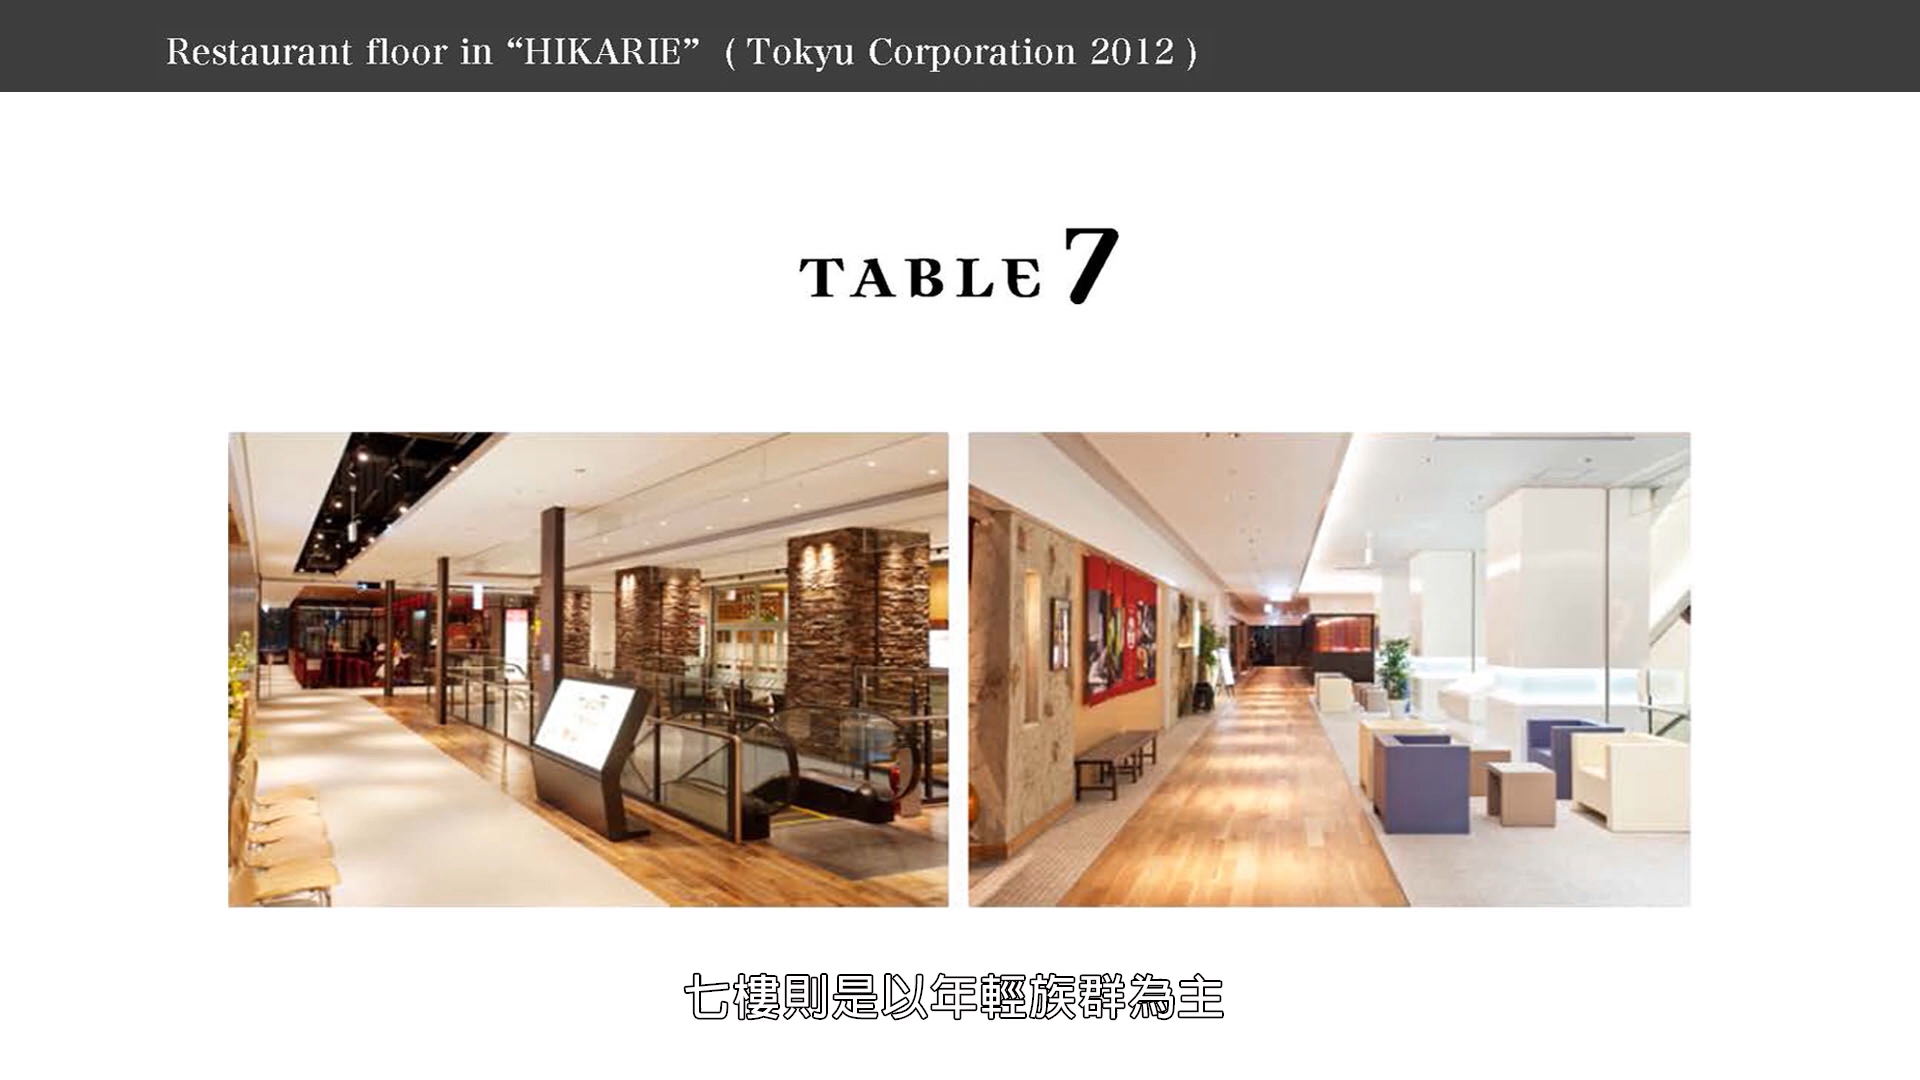 Restaurant floor in “HIKARIE” ( Tokyu Corporation 2012 )
TABLE 7
七樓則是以年輕族群為主